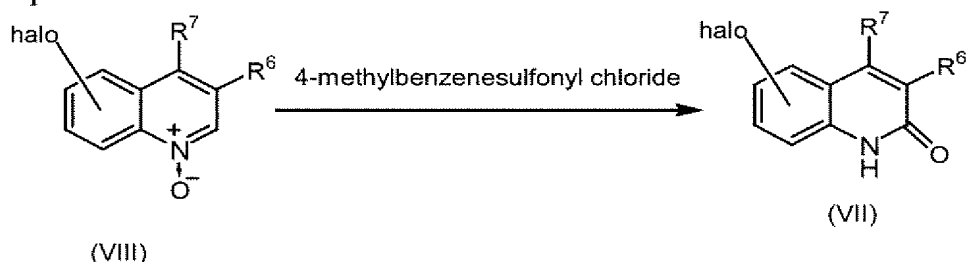 halo R⁷ R⁶ 4-methylbenzenesulfonyl chloride halo R⁷ R⁶
N⁺ O⁻ N H O
(VIII) (VII)